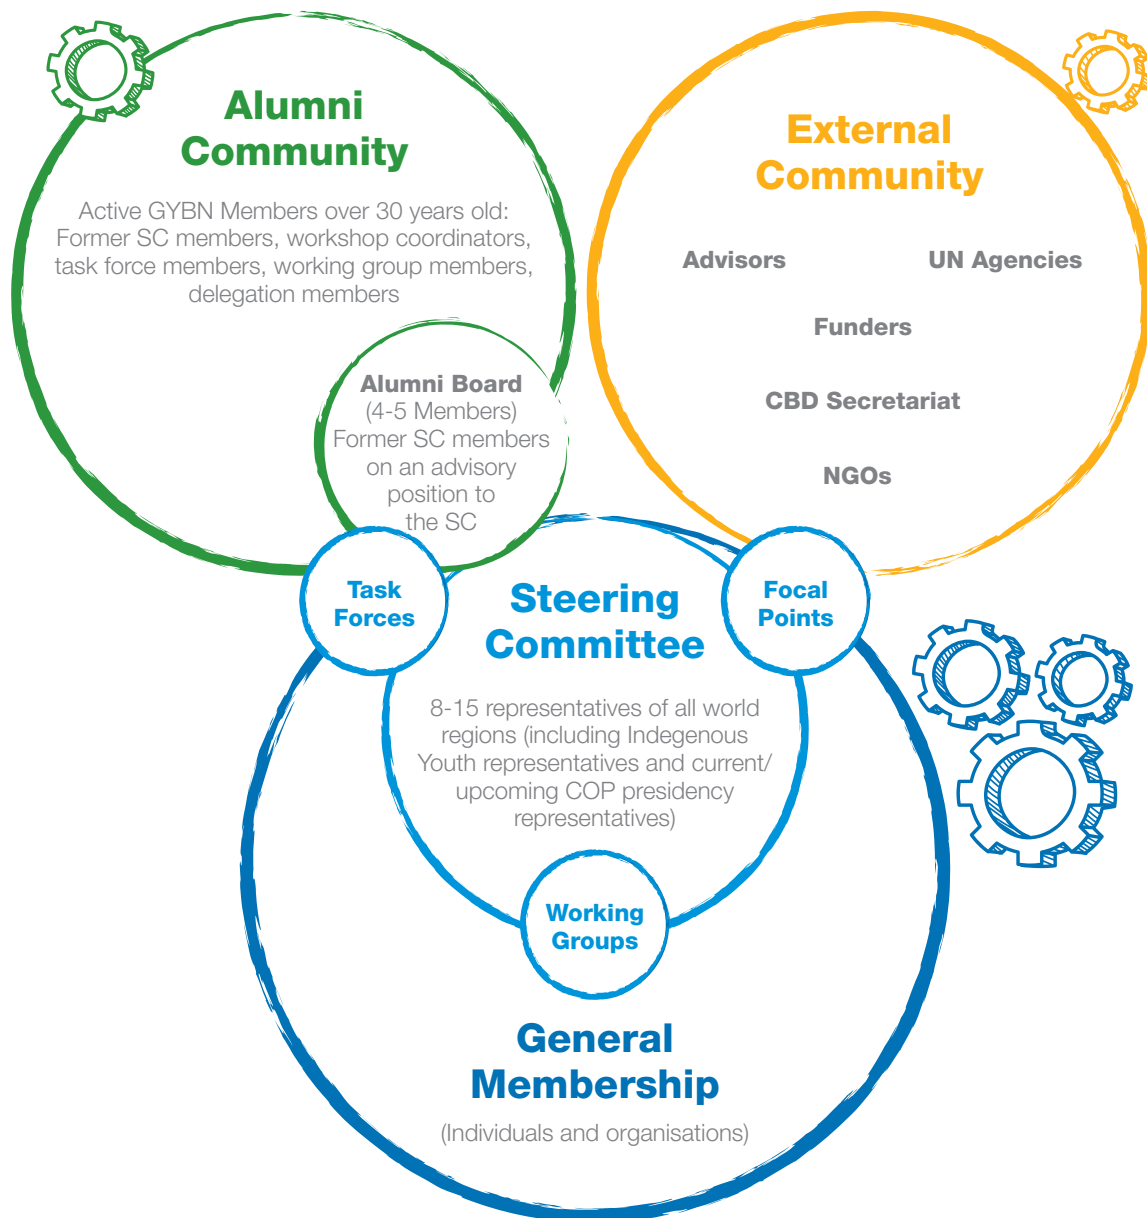 Alumni
Community
Active GYBN Members over 30 years old:
Former SC members, workshop coordinators,
task force members, working group members,
delegation members
Alumni Board
(4-5 Members)
Former SC members
on an advisory
position to
the SC
External
Community
Advisors
UN Agencies
Funders
CBD Secretariat
NGOs
Task
Forces
Steering
Committee
Focal
Points
8-15 representatives of all world
regions (including Indegenous
Youth representatives and current/
upcoming COP presidency
representatives)
Working
Groups
General
Membership
(Individuals and organisations)